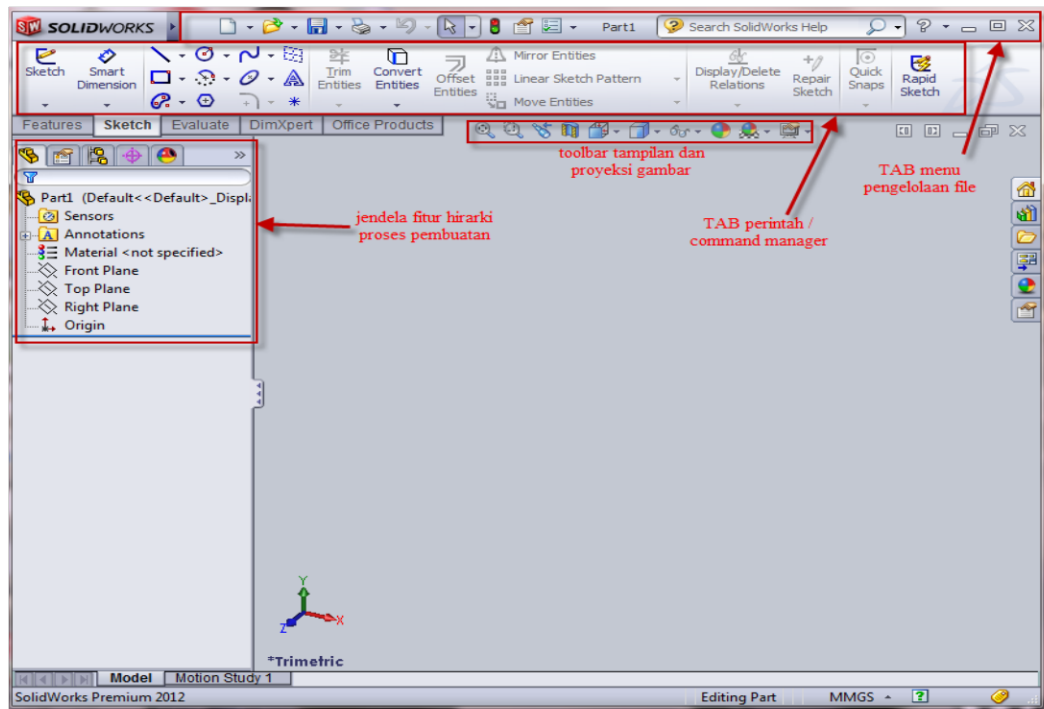 SW SOLIDWORKS Part1 Search SolidWorks Help
Sketch Smart Dimension Trim Entities Convert Entities Offset Entities Mirror Entities Linear Sketch Pattern Move Entities Display/Delete Relations Repair Sketch Quick Snaps Rapid Sketch
Features Sketch Evaluate DimXpert Office Products
toolbar tampilan dan
proyeksi gambar
TAB menu
pengelolaan file
TAB perintah /
command manager
jendela fitur hirarki
proses pembuatan
Part1 (Default<<Default>_Displ
Sensors
A Annotations
Material <not specified>
Front Plane
Top Plane
Right Plane
Origin
Y
X
Z
*Trimetric
Model Motion Study 1
SolidWorks Premium 2012 Editing Part MMGS